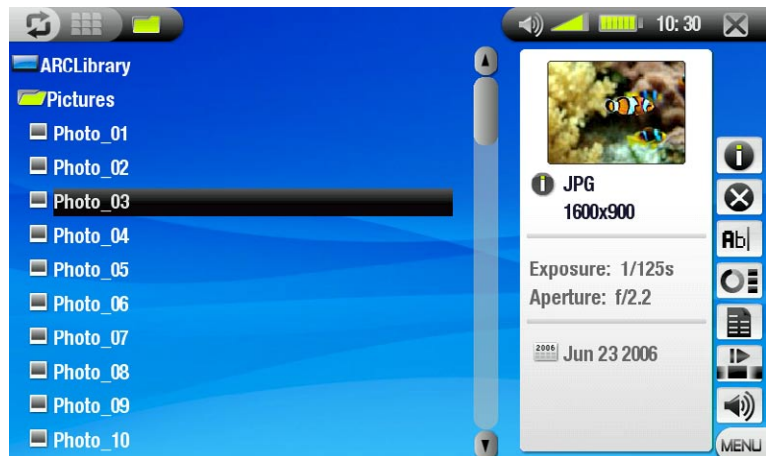 10:30
ARCLibrary
Pictures
Photo_01
Photo_02
Photo_03
Photo_04
Photo_05
Photo_06
Photo_07
Photo_08
Photo_09
Photo_10
i JPG
1600x900
Exposure: 1/125s
Aperture: f/2.2
2006 Jun 23 2006
i
Ab|
MENU